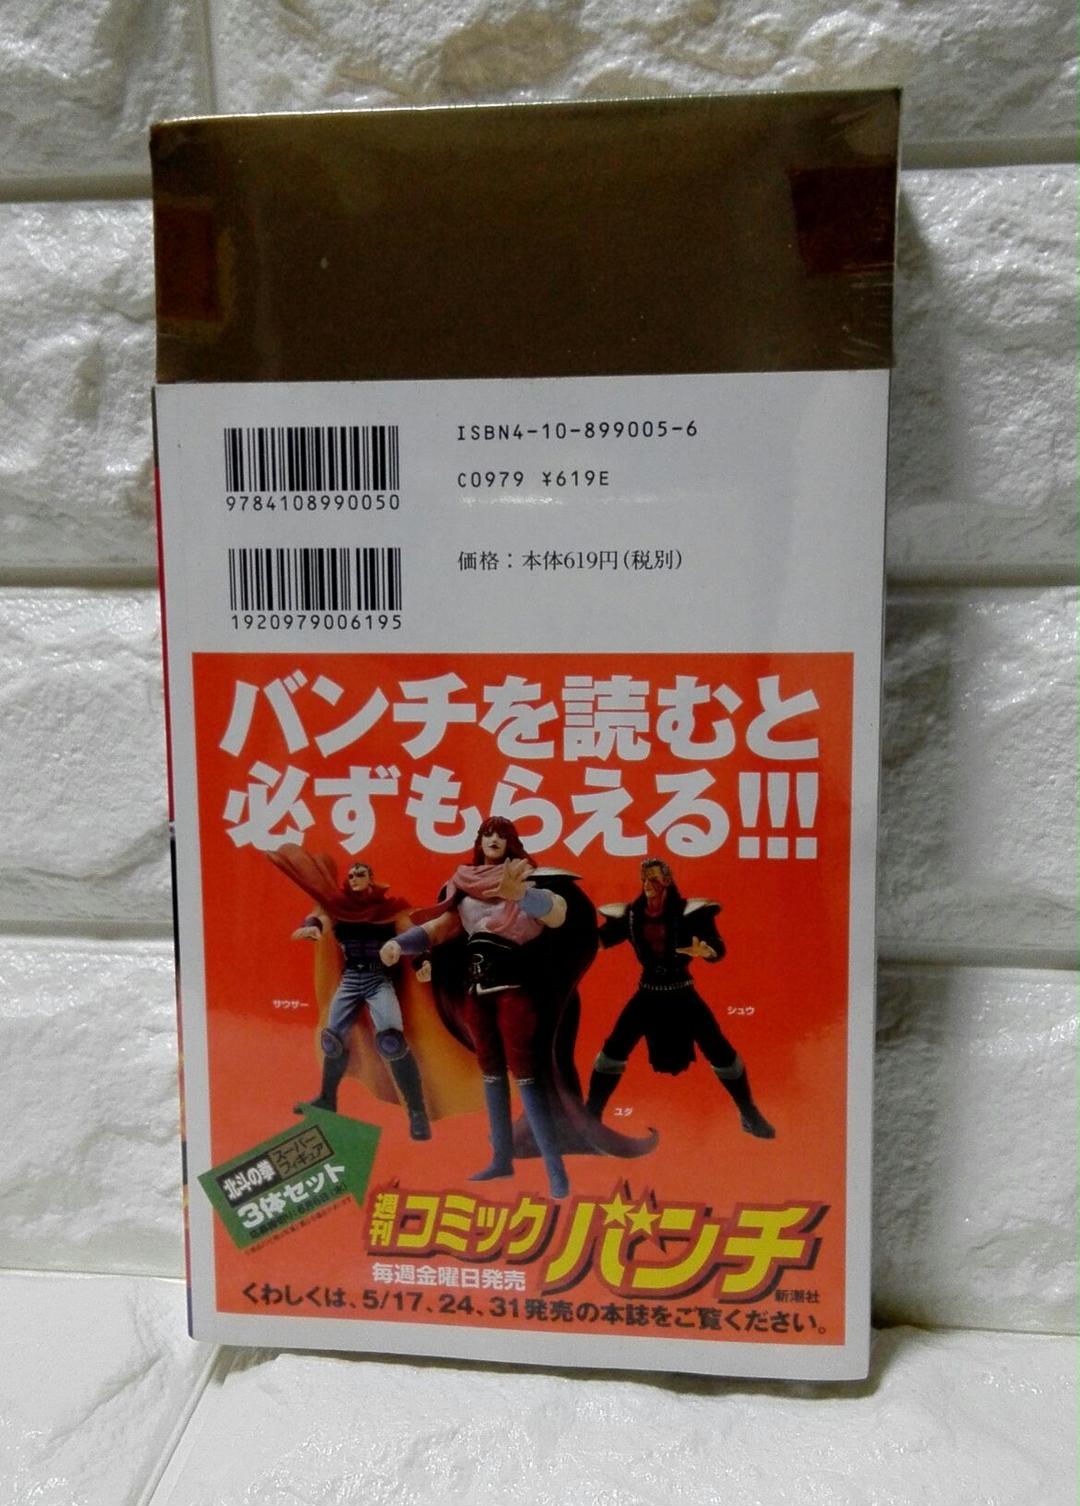 ISBN4-10-899005-6
C0979 ¥619E
9784108990050
価格：本体619円(税別)
1920979006195
バンチを読むと
必ずもらえる!!!
サウザー
シュウ
ユダ
北斗の拳
スーパー
フィギュア
3体セット
週刊コミックバンチ
毎週金曜日発売
新潮社
くわしくは、5/17、24、31発売の本誌をご覧ください。